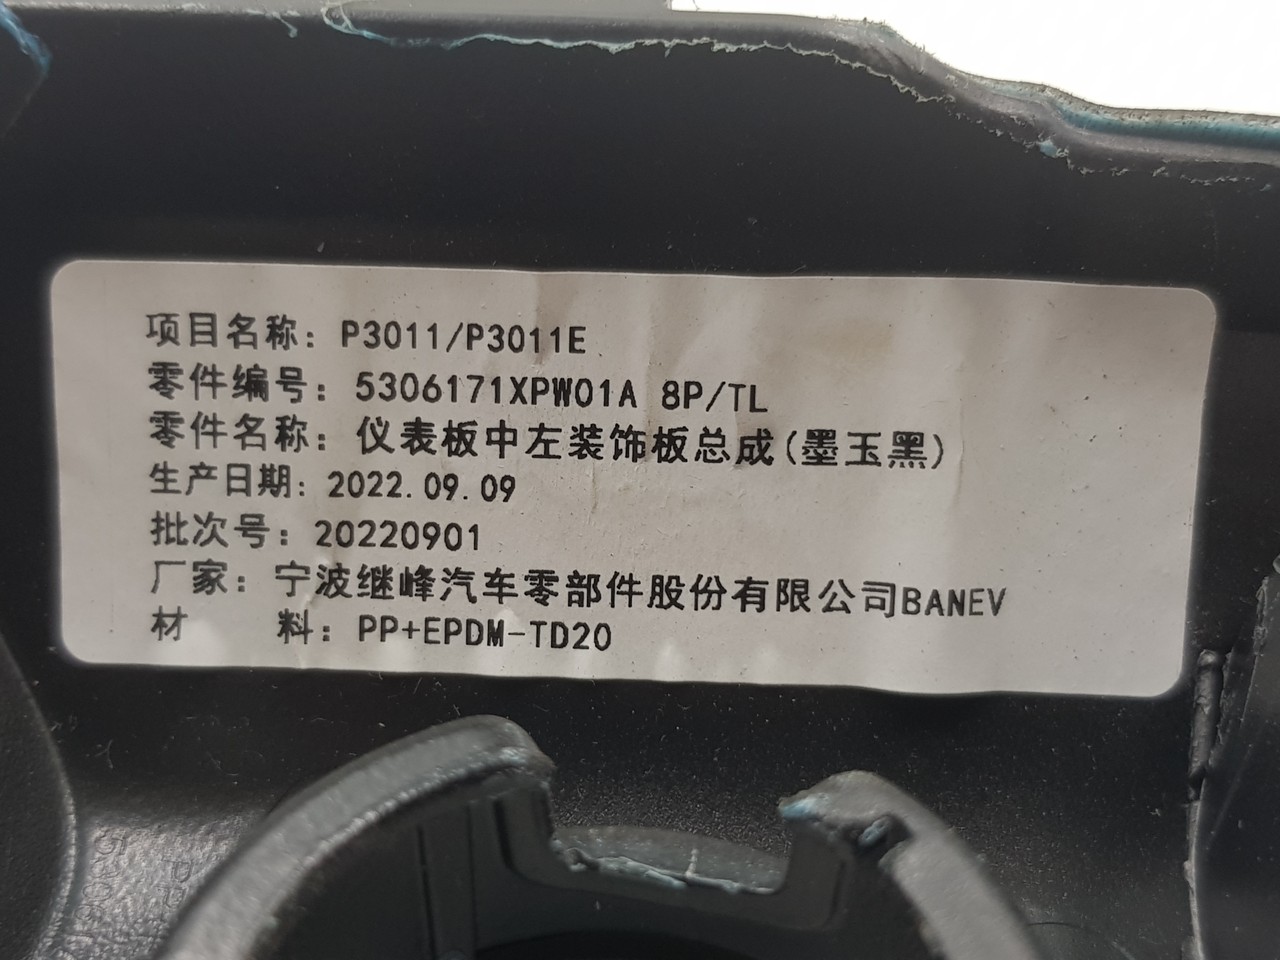 项目名称：P3011/P3011E
零件编号：5306171XPW01A 8P/TL
零件名称：仪表板中左装饰板总成(墨玉黑)
生产日期：2022.09.09
批次号：20220901
厂家：宁波继峰汽车零部件股份有限公司BANEV
材 料：PP+EPDM-TD20